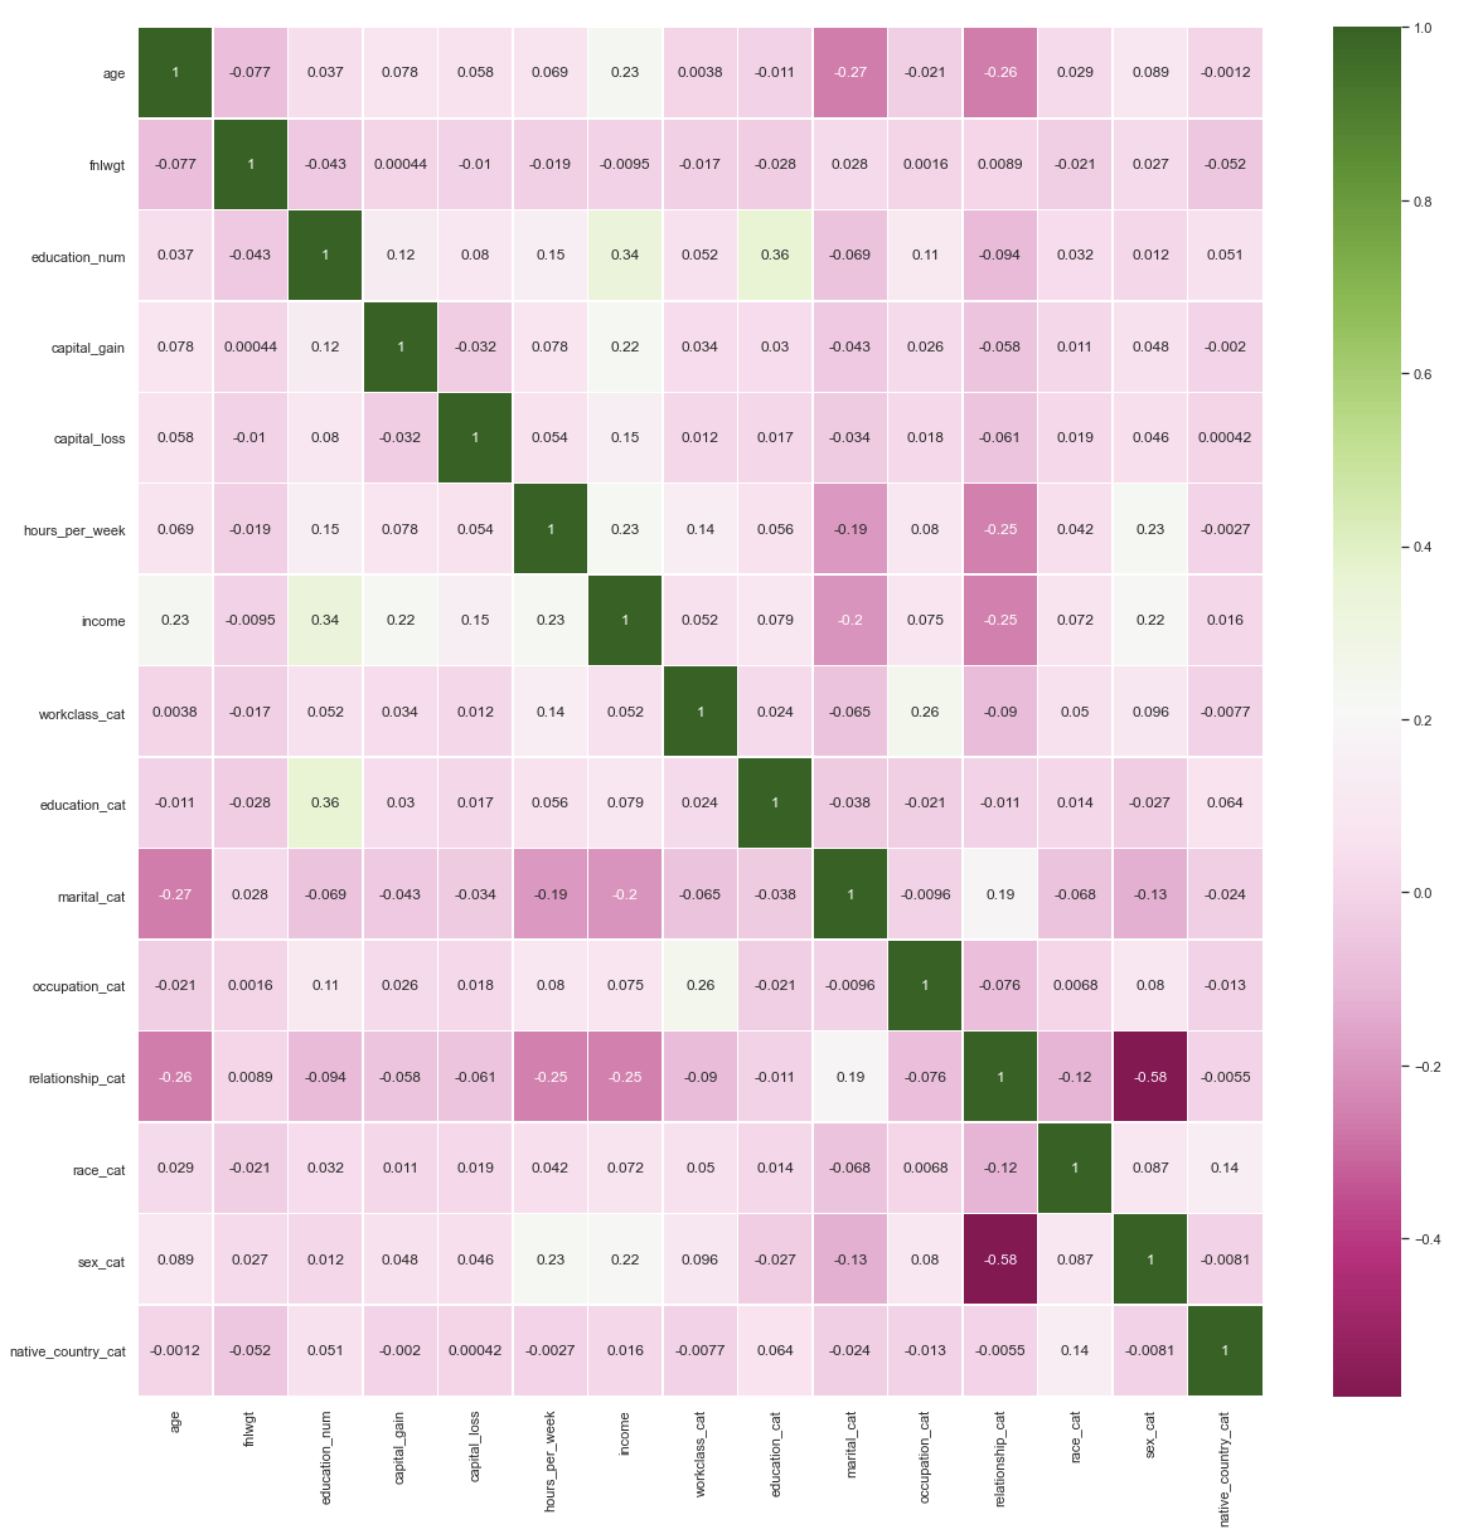 age 1 -0.077 0.037 0.078 0.058 0.069 0.23 0.0038 -0.011 -0.27 -0.021 -0.26 0.029 0.089 -0.0012
fnlwgt -0.077 1 -0.043 0.00044 -0.01 -0.019 -0.0095 -0.017 -0.028 0.028 0.0016 0.0089 -0.021 0.027 -0.052
education_num 0.037 -0.043 1 0.12 0.08 0.15 0.34 0.052 0.36 -0.069 0.11 -0.094 0.032 0.012 0.051
capital_gain 0.078 0.00044 0.12 1 -0.032 0.078 0.22 0.034 0.03 -0.043 0.026 -0.058 0.011 0.048 -0.002
capital_loss 0.058 -0.01 0.08 -0.032 1 0.054 0.15 0.012 0.017 -0.034 0.018 -0.061 0.019 0.046 0.00042
hours_per_week 0.069 -0.019 0.15 0.078 0.054 1 0.23 0.14 0.056 -0.19 0.08 -0.25 0.042 0.23 -0.0027
income 0.23 -0.0095 0.34 0.22 0.15 0.23 1 0.052 0.079 -0.2 0.075 -0.25 0.072 0.22 0.016
workclass_cat 0.0038 -0.017 0.052 0.034 0.012 0.14 0.052 1 0.024 -0.065 0.26 -0.09 0.05 0.096 -0.0077
education_cat -0.011 -0.028 0.36 0.03 0.017 0.056 0.079 0.024 1 -0.038 -0.021 -0.011 0.014 -0.027 0.064
marital_cat -0.27 0.028 -0.069 -0.043 -0.034 -0.19 -0.2 -0.065 -0.038 1 -0.0096 0.19 -0.068 -0.13 -0.024
occupation_cat -0.021 0.0016 0.11 0.026 0.018 0.08 0.075 0.26 -0.021 -0.0096 1 -0.076 0.0068 0.08 -0.013
relationship_cat -0.26 0.0089 -0.094 -0.058 -0.061 -0.25 -0.25 -0.09 -0.011 0.19 -0.076 1 -0.12 -0.58 -0.0055
race_cat 0.029 -0.021 0.032 0.011 0.019 0.042 0.072 0.05 0.014 -0.068 0.0068 -0.12 1 0.087 0.14
sex_cat 0.089 0.027 0.012 0.048 0.046 0.23 0.22 0.096 -0.027 -0.13 0.08 -0.58 0.087 1 -0.0081
native_country_cat -0.0012 -0.052 0.051 -0.002 0.00042 -0.0027 0.016 -0.0077 0.064 -0.024 -0.013 -0.0055 0.14 -0.0081 1
age
fnlwgt
education_num
capital_gain
capital_loss
hours_per_week
income
workclass_cat
education_cat
marital_cat
occupation_cat
relationship_cat
race_cat
sex_cat
native_country_cat
1.0
0.8
0.6
0.4
0.2
0.0
−0.2
−0.4